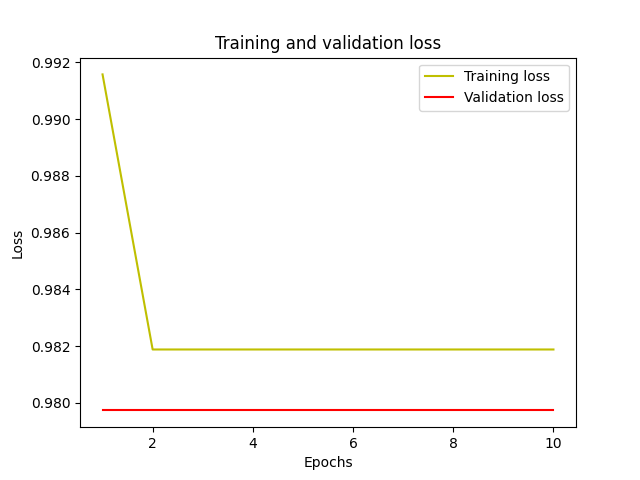 Training and validation loss
Training loss
Validation loss
Loss
0.992
0.990
0.988
0.986
0.984
0.982
0.980
2 4 6 8 10
Epochs